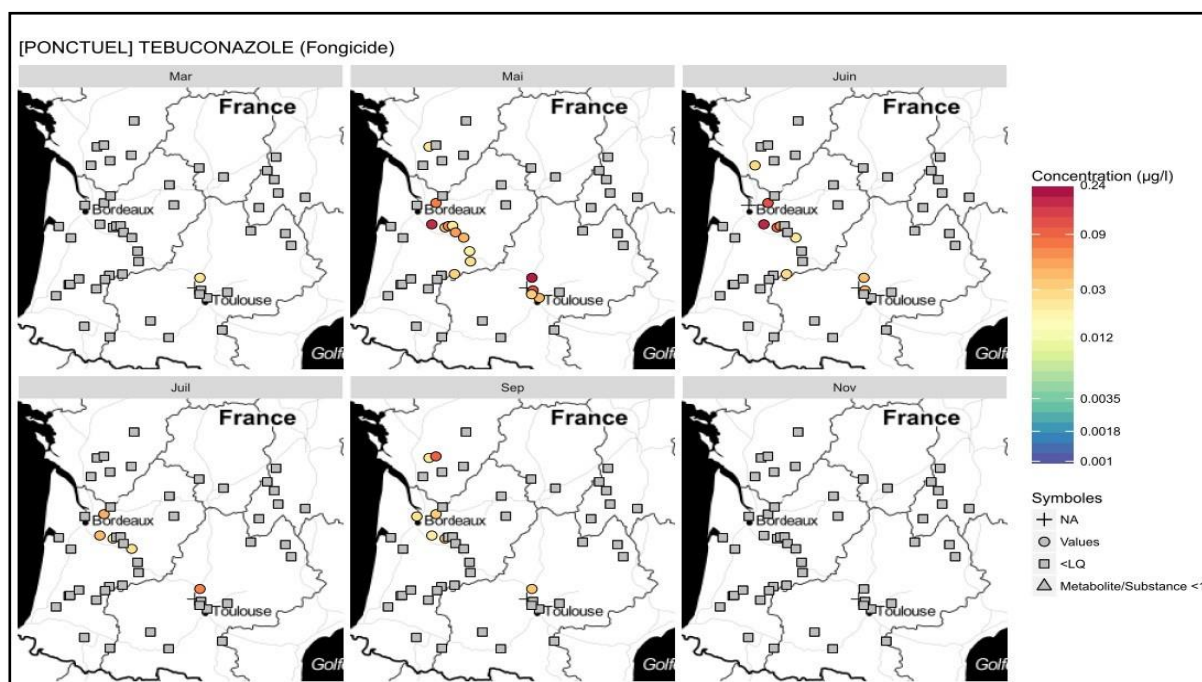 [PONCTUEL] TEBUCONAZOLE (Fongicide)
Mar
Mai
Juin
France
France
France
Bordeaux
Bordeaux
Bordeaux
Toulouse
Toulouse
Toulouse
Golf
Golf
Golf
Juil
Sep
Nov
France
France
France
Bordeaux
Bordeaux
Bordeaux
Toulouse
Toulouse
Toulouse
Golf
Golf
Golf
Concentration (µg/l)
0.24
0.09
0.03
0.012
0.0035
0.0018
0.001
Symboles
NA
Values
<LQ
Metabolite/Substance <